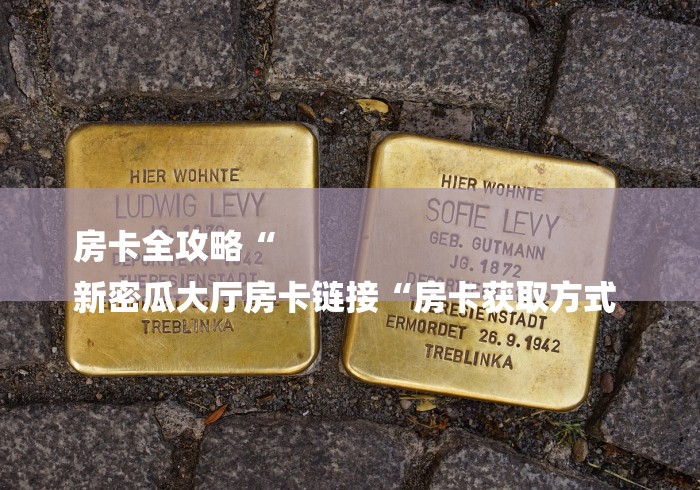 HIER WOHNTE
LUDWIG LEVY
THERESIENSTADT
TREBLINKA
HIER WOHNTE
SOFIE LEVY
GEB. GUTMANN
JG. 1872
THERESIENSTADT
ERMORDET 26.9.1942
TREBLINKA
房卡全攻略“
新密瓜大厅房卡链接“房卡获取方式